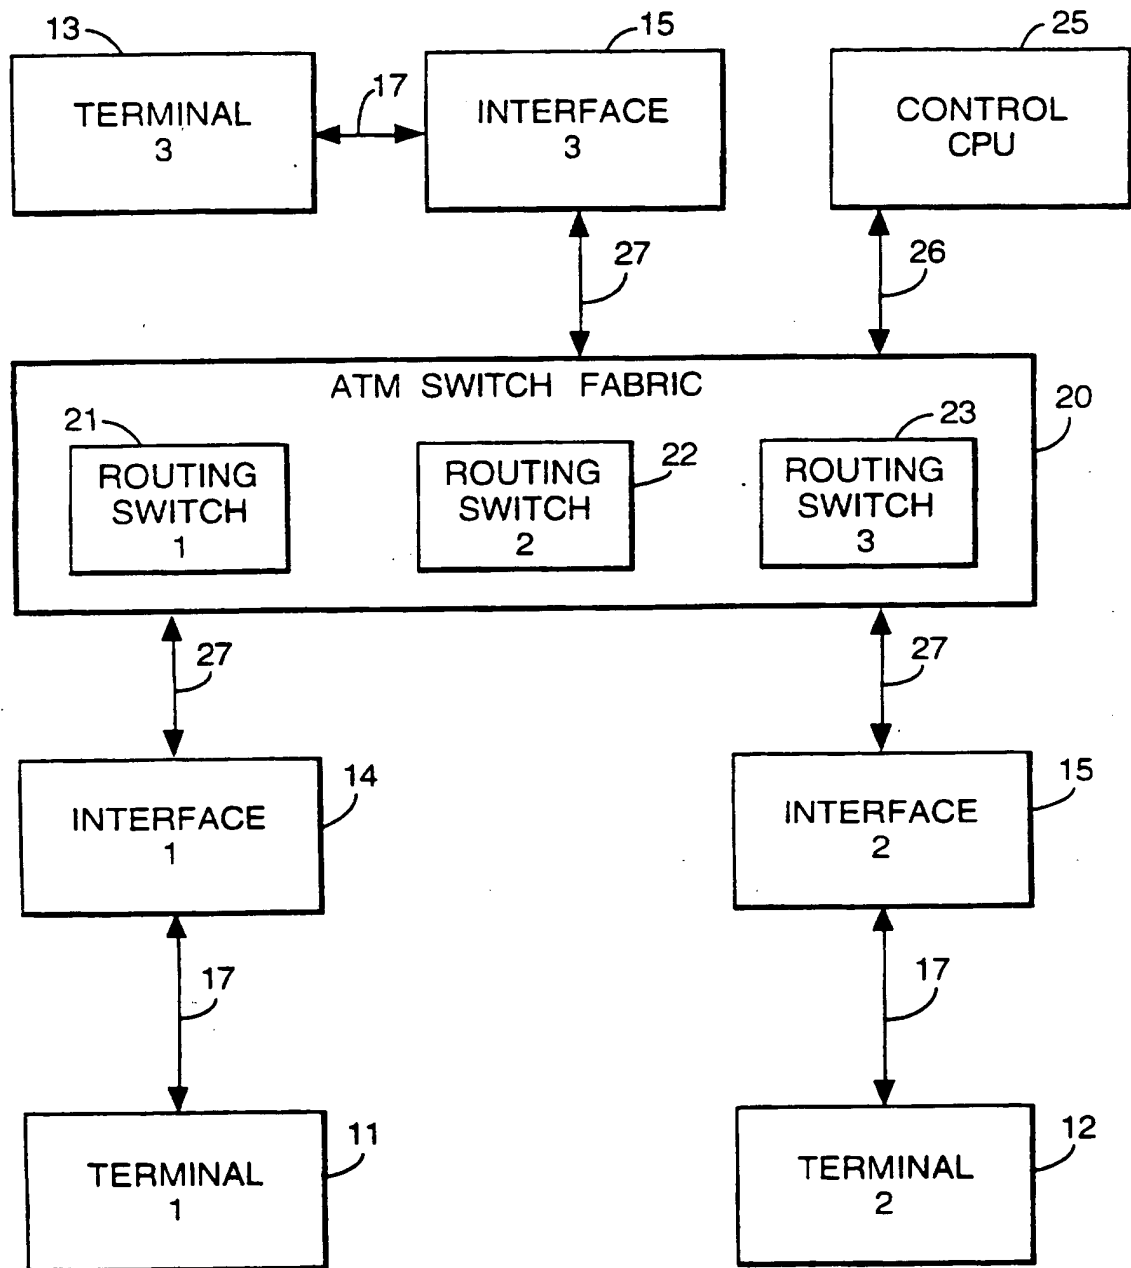 13
15
25
TERMINAL
3
17
INTERFACE
3
CONTROL
CPU
27
26
ATM SWITCH FABRIC
20
21
ROUTING
SWITCH
1
22
ROUTING
SWITCH
2
23
ROUTING
SWITCH
3
27
27
INTERFACE
1
14
INTERFACE
2
15
17
17
TERMINAL
1
11
TERMINAL
2
12